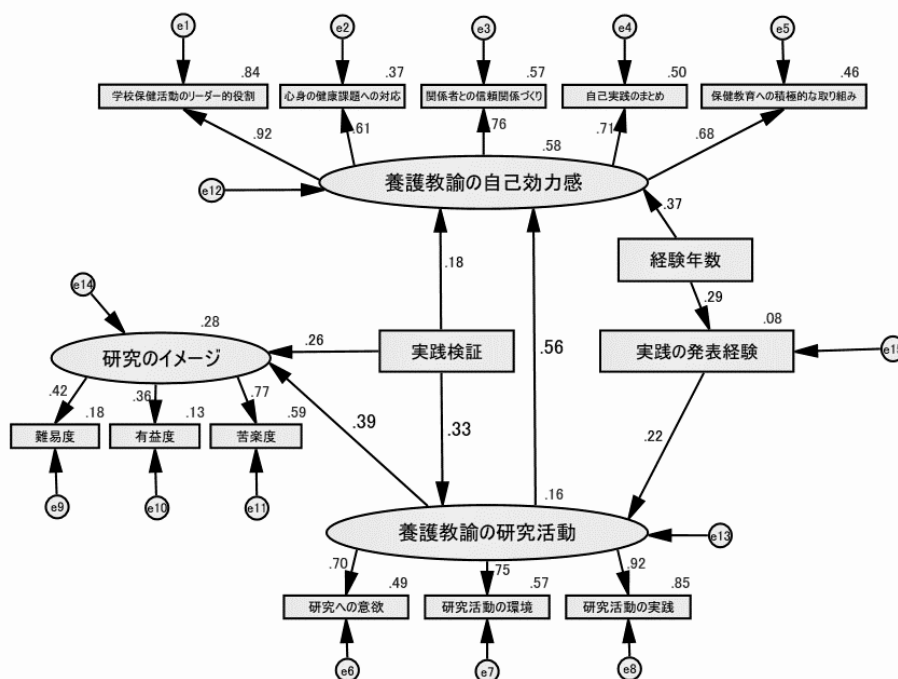 e1
e2
e3
e4
e5
.84
.37
.57
.50
.46
学校保健活動のリーダー的役割
心身の健康課題への対応
関係者との信頼関係づくり
自己実践のまとめ
保健教育への積極的な取り組み
.92
.61
.76
.71
.68
.58
e12
養護教諭の自己効力感
.37
.18
経験年数
e14
.29
.28
.08
.26
実践検証
.56
実践の発表経験
e15
研究のイメージ
.42
.36
.77
.39
.33
.22
.18
.13
.59
難易度
有益度
苦楽度
e9
e10
e11
.16
養護教諭の研究活動
e13
.70
.75
.92
.49
.57
.85
研究への意欲
研究活動の環境
研究活動の実践
e6
e7
e8